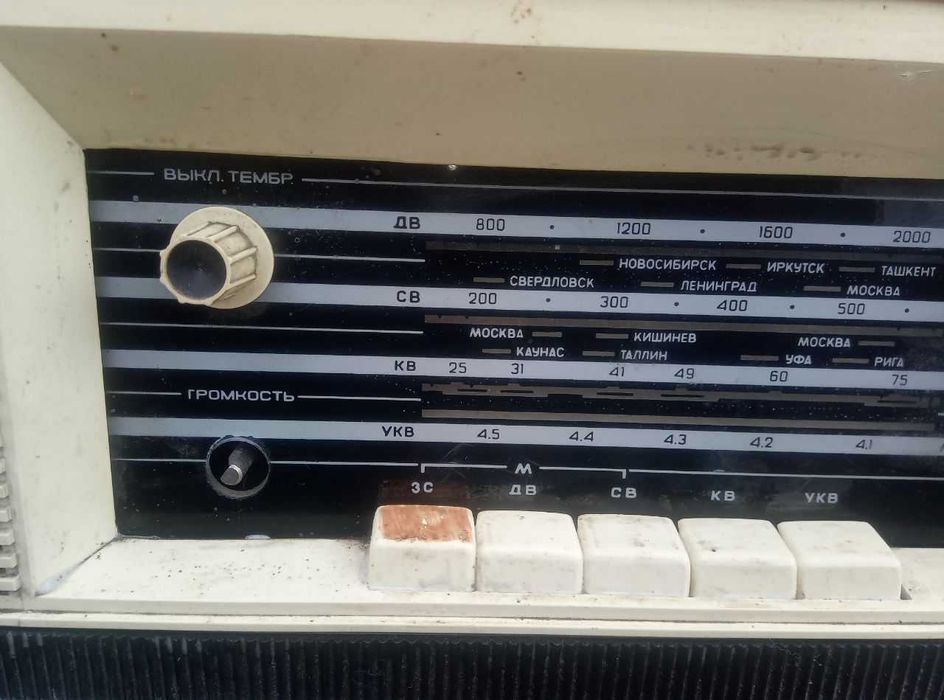 ВЫКЛ. ТЕМБР
ДВ 800 • 1200 • 1600 • 2000
НОВОСИБИРСК ИРКУТСК ТАШКЕНТ
СВЕРДЛОВСК ЛЕНИНГРАД МОСКВА
СВ 200 • 300 • 400 • 500 •
МОСКВА КИШИНЕВ МОСКВА
КАУНАС ТАЛЛИН УФА РИГА
КВ 25 31 41 49 60 75
ГРОМКОСТЬ
УКВ 4.5 4.4 4.3 4.2 4.1
М
ЗС ДВ СВ КВ УКВ